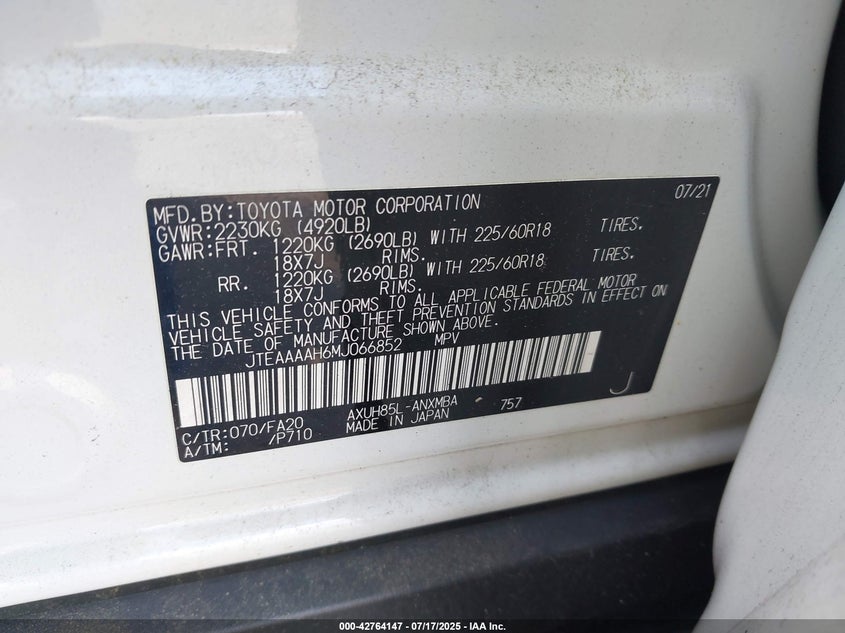 07/21
MFD.BY:TOYOTA MOTOR CORPORATION
GVWR:2230KG (4920LB)
GAWR:FRT. 1220KG (2690LB) WITH 225/60R18 TIRES.
18X7J RIMS.
RR. 1220KG (2690LB) WITH 225/60R18 TIRES.
18X7J RIMS.
THIS VEHICLE CONFORMS TO ALL APPLICABLE FEDERAL MOTOR
VEHICLE SAFETY AND THEFT PREVENTION STANDARDS IN EFFECT ON
THE DATE OF MANUFACTURE SHOWN ABOVE.
JTEAAAAH6MJ066852 MPV
C/TR:070/FA20 AXUH85L-ANXMBA 757 J
A/TM: /P710 MADE IN JAPAN
000-42764147 - 07/17/2025 - IAA Inc.